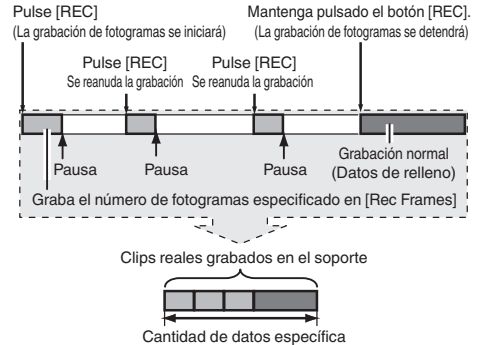 Pulse [REC]
(La grabación de fotogramas se iniciará)
Mantenga pulsado el botón [REC].
(La grabación de fotogramas se detendrá)
Pulse [REC]
Se reanuda la grabación
Pulse [REC]
Se reanuda la grabación
Pausa
Pausa
Pausa
Grabación normal
(Datos de relleno)
Graba el número de fotogramas especificado en [Rec Frames]
Clips reales grabados en el soporte
Cantidad de datos específica